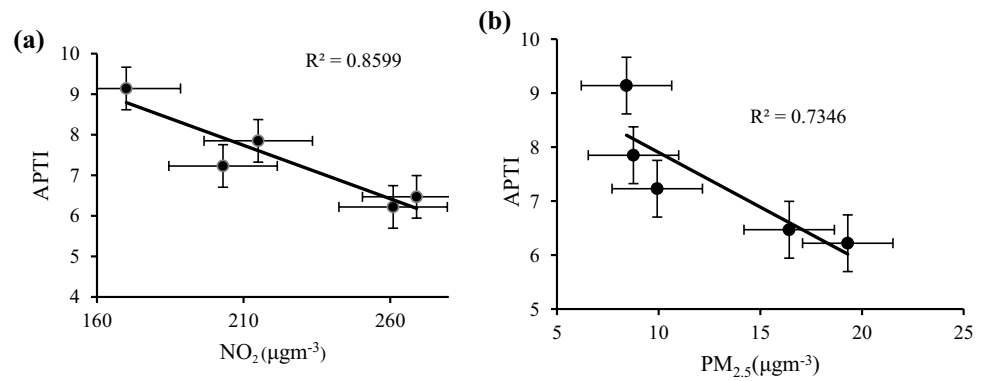 (a)
R² = 0.8599
10
9
8
7
6
5
4
APTI
160
210
260
NO₂(µgm⁻³)
(b)
R² = 0.7346
10
9
8
7
6
5
APTI
5
10
15
20
25
PM₂.₅(µgm⁻³)